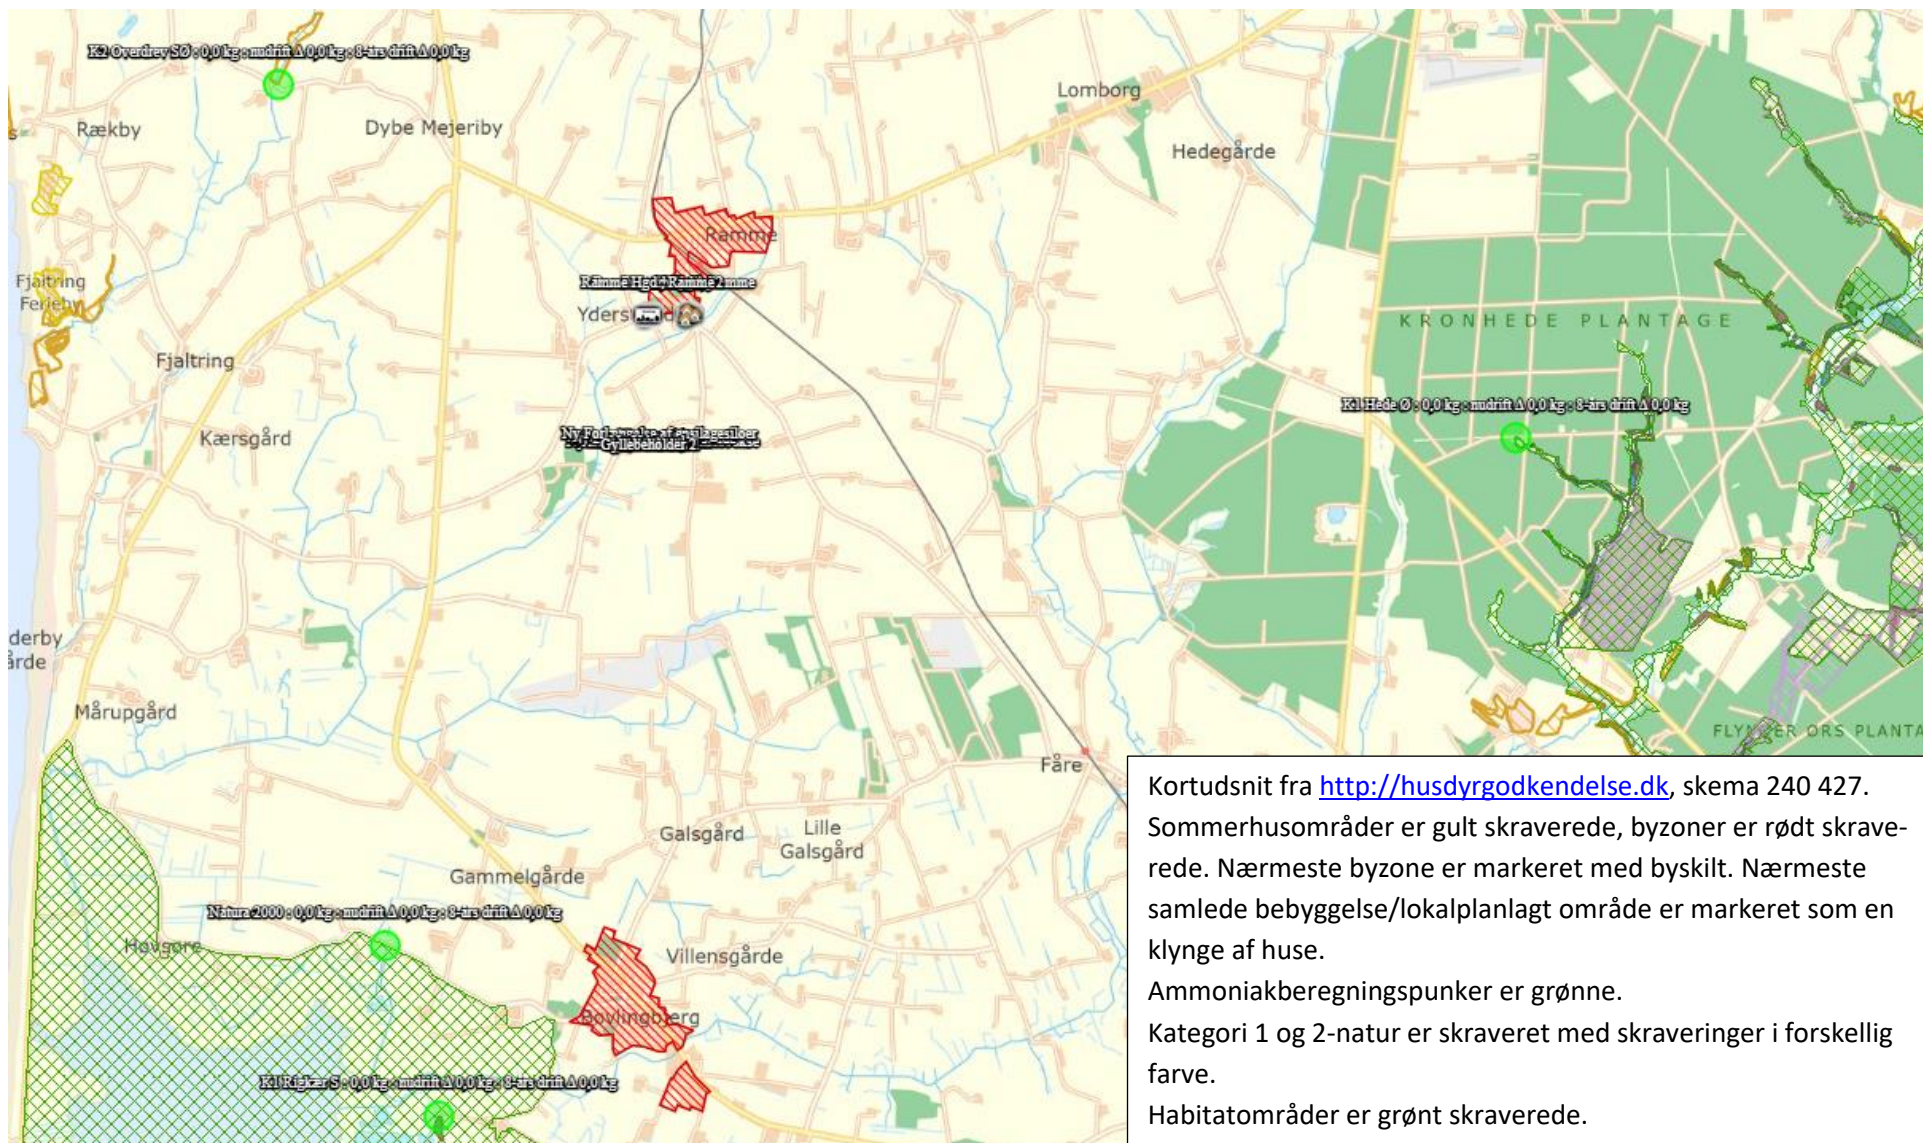 K2 Overdrev SØ : 0,0 kg : nudrift Δ 0,0 kg : 8-års drift Δ 0,0 kg
Lomborg
Rækby
Dybe Mejeriby
Hedegårde
Ramme
Fjaltring
Ferieby
Ramme Hgd
KRONHEDE PLANTAGE
Fjaltring
K1 Hede Ø : 0,0 kg : nudrift Δ 0,0 kg : 8-års drift Δ 0,0 kg
Kærsgård
Gyllebeholder 2
derby
årde
Mårupgård
Fåre
Galsgård
Lille
Galsgård
Gammelgårde
Natura 2000 : 0,0 kg : nudrift Δ 0,0 kg : 8-års drift Δ 0,0 kg
Høvsøre
Villensgårde
Bøvlingbjerg
K1 Rigkær S : 0,0 kg : nudrift Δ 0,0 kg : 8-års drift Δ 0,0 kg
Kortudsnit fra http://husdyrgodkendelse.dk, skema 240 427.
Sommerhusområder er gult skraverede, byzoner er rødt skrave-
rede. Nærmeste byzone er markeret med byskilt. Nærmeste
samlede bebyggelse/lokalplanlagt område er markeret som en
klynge af huse.
Ammoniakberegningspunker er grønne.
Kategori 1 og 2-natur er skraveret med skraveringer i forskellig
farve.
Habitatområder er grønt skraverede.